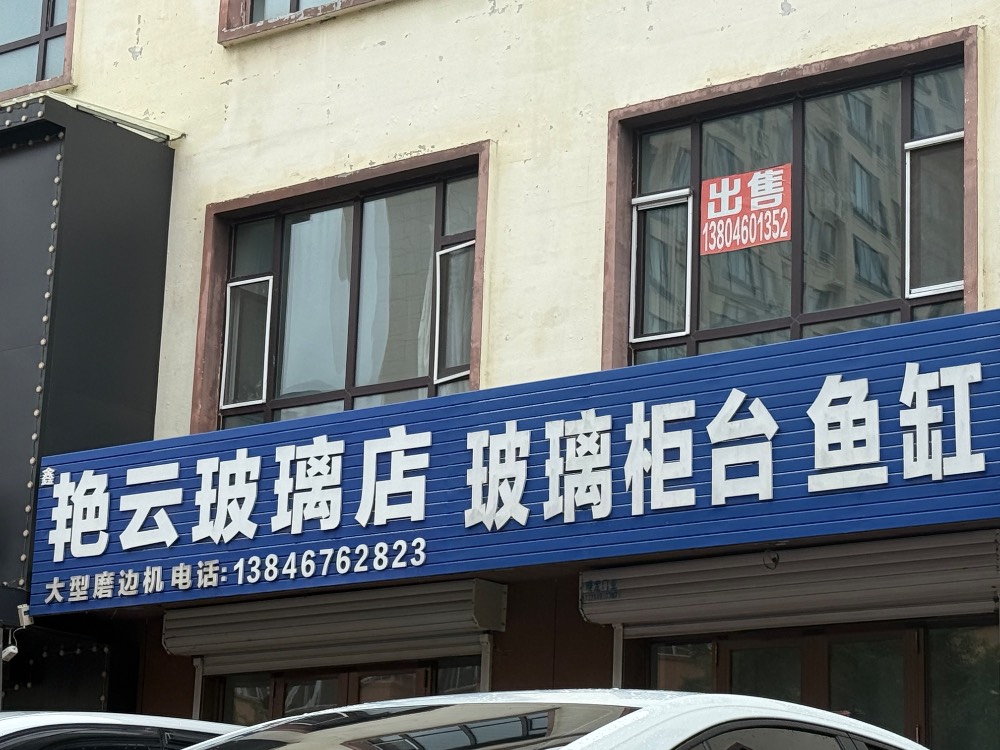 出售
13804601352
鑫艳云玻璃店 玻璃柜台 鱼缸
大型磨边机 电话:13846762823